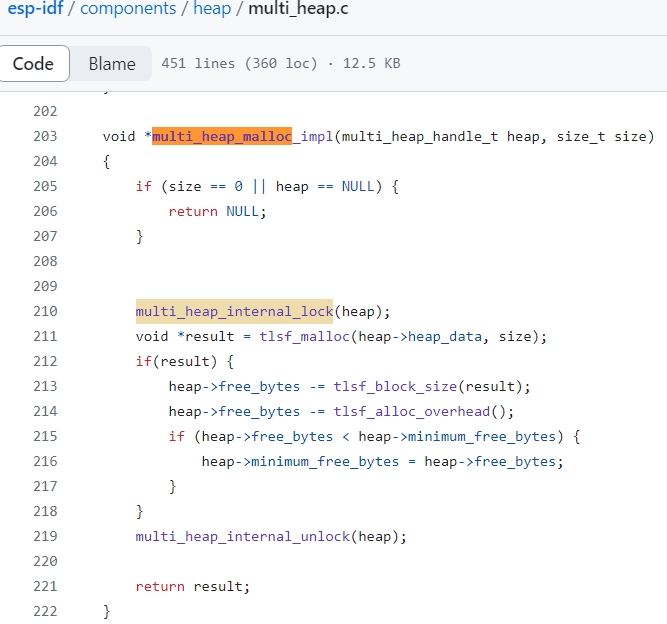 esp-idf / components / heap / multi_heap.c
Code Blame 451 lines (360 loc) · 12.5 KB
202
203 void *multi_heap_malloc_impl(multi_heap_handle_t heap, size_t size)
204 {
205 if (size == 0 || heap == NULL) {
206 return NULL;
207 }
208
209
210 multi_heap_internal_lock(heap);
211 void *result = tlsf_malloc(heap->heap_data, size);
212 if(result) {
213 heap->free_bytes -= tlsf_block_size(result);
214 heap->free_bytes -= tlsf_alloc_overhead();
215 if (heap->free_bytes < heap->minimum_free_bytes) {
216 heap->minimum_free_bytes = heap->free_bytes;
217 }
218 }
219 multi_heap_internal_unlock(heap);
220
221 return result;
222 }